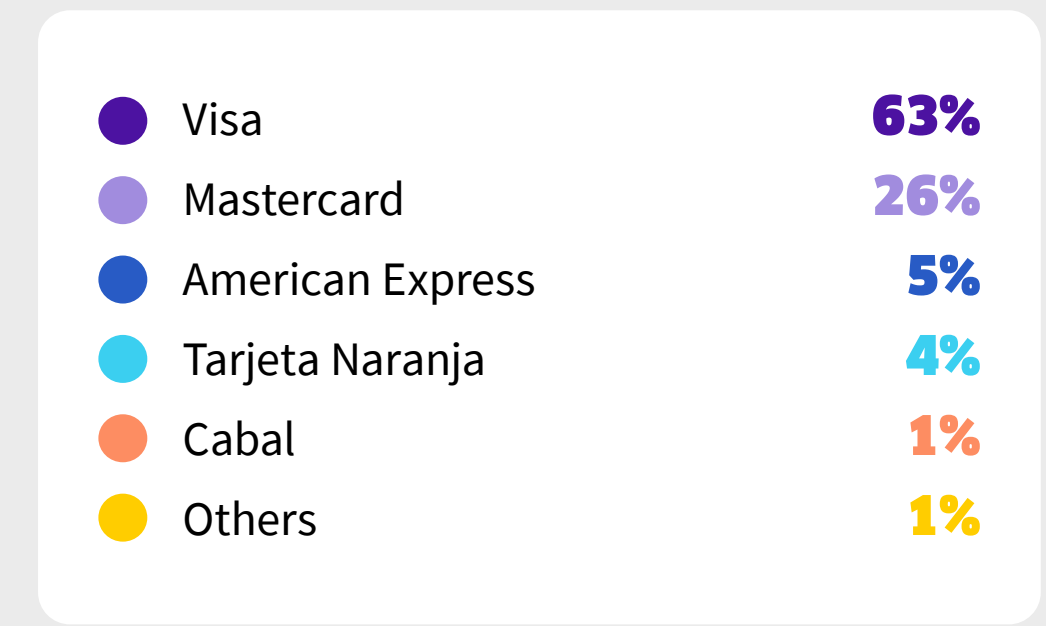 Visa 63%
Mastercard 26%
American Express 5%
Tarjeta Naranja 4%
Cabal 1%
Others 1%